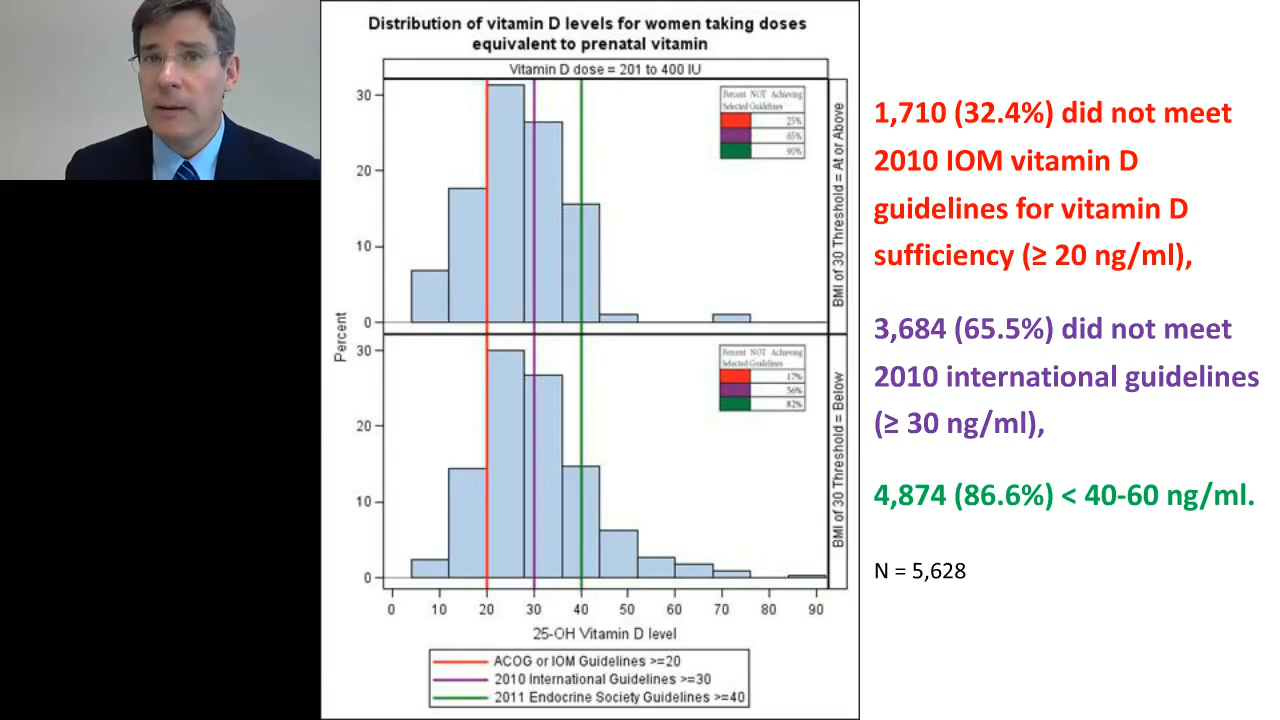 Distribution of vitamin D levels for women taking doses
equivalent to prenatal vitamin
Vitamin D dose = 201 to 400 IU
Percent NOT Achieving
Selected Guidelines
25%
65%
90%
30
20
10
0
BMI of 30 Threshold = At or Above
Percent
Percent NOT Achieving
Selected Guidelines
17%
56%
82%
30
20
10
0
BMI of 30 Threshold = Below
0 10 20 30 40 50 60 70 80 90
25-OH Vitamin D level
ACOG or IOM Guidelines >=20
2010 International Guidelines >=30
2011 Endocrine Society Guidelines >=40
1,710 (32.4%) did not meet
2010 IOM vitamin D
guidelines for vitamin D
sufficiency (≥ 20 ng/ml),
3,684 (65.5%) did not meet
2010 international guidelines
(≥ 30 ng/ml),
4,874 (86.6%) < 40-60 ng/ml.
N = 5,628